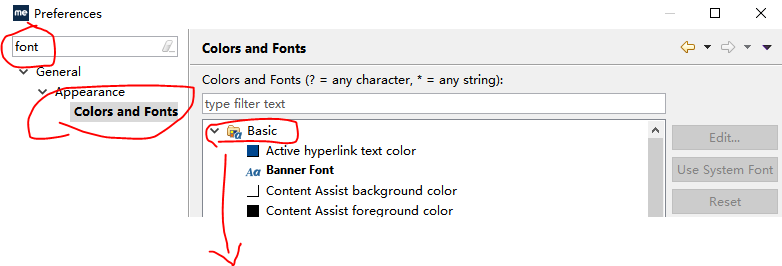 me Preferences
font
General
Appearance
Colors and Fonts
Colors and Fonts
Colors and Fonts (? = any character, * = any string):
type filter text
Basic
Active hyperlink text color
Aa Banner Font
Content Assist background color
Content Assist foreground color
Edit...
Use System Font
Reset